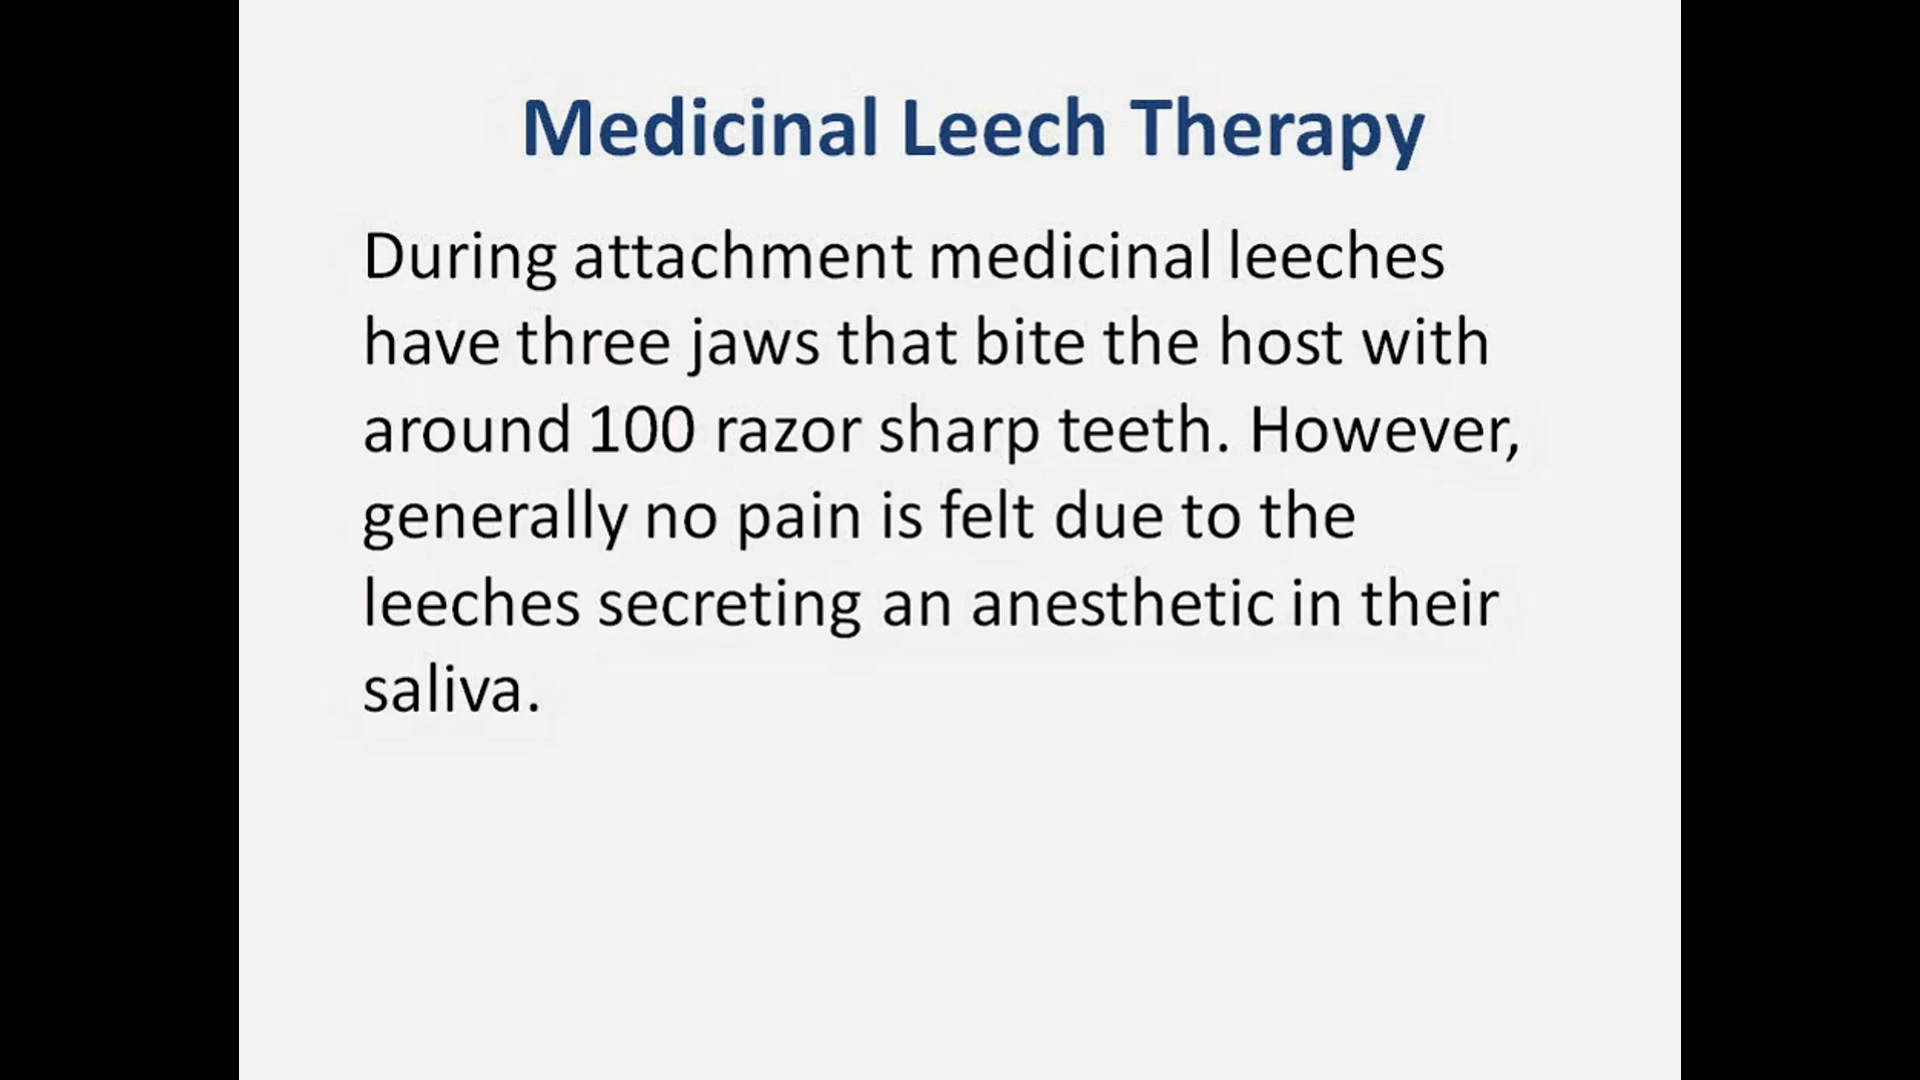 Medicinal Leech Therapy
During attachment medicinal leeches
have three jaws that bite the host with
around 100 razor sharp teeth. However,
generally no pain is felt due to the
leeches secreting an anesthetic in their
saliva.